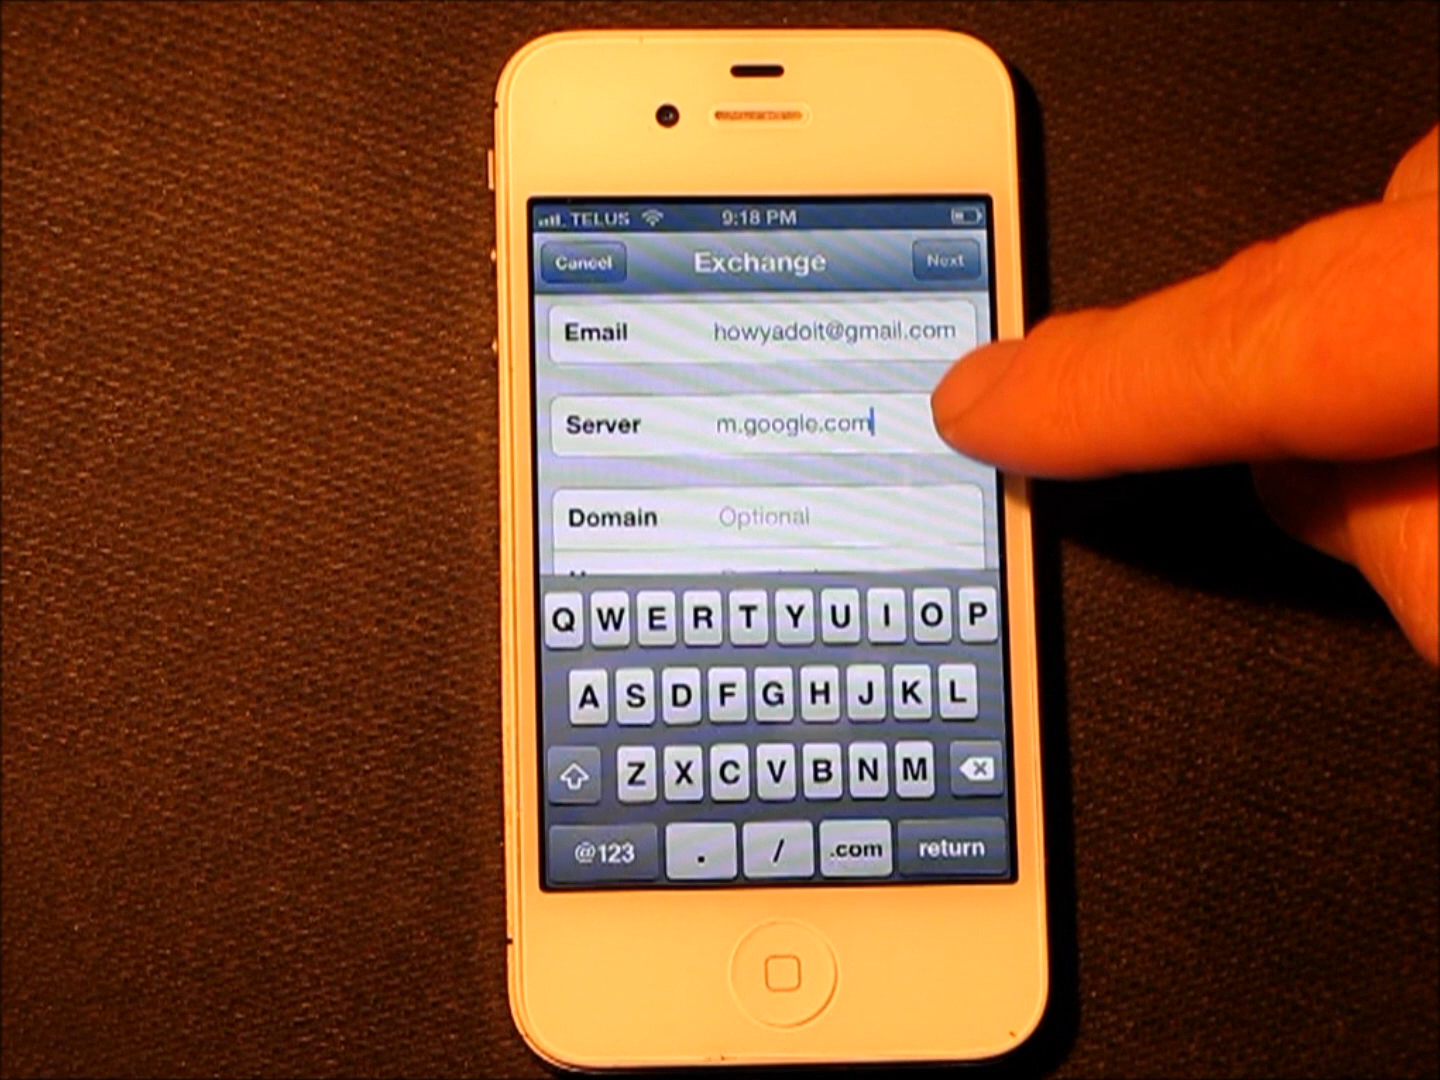 TELUS 9:18 PM
Cancel Exchange Next
Email howyadoit@gmail.com
Server m.google.com
Domain Optional
Q W E R T Y U I O P
A S D F G H J K L
Z X C V B N M
@123 . / .com return